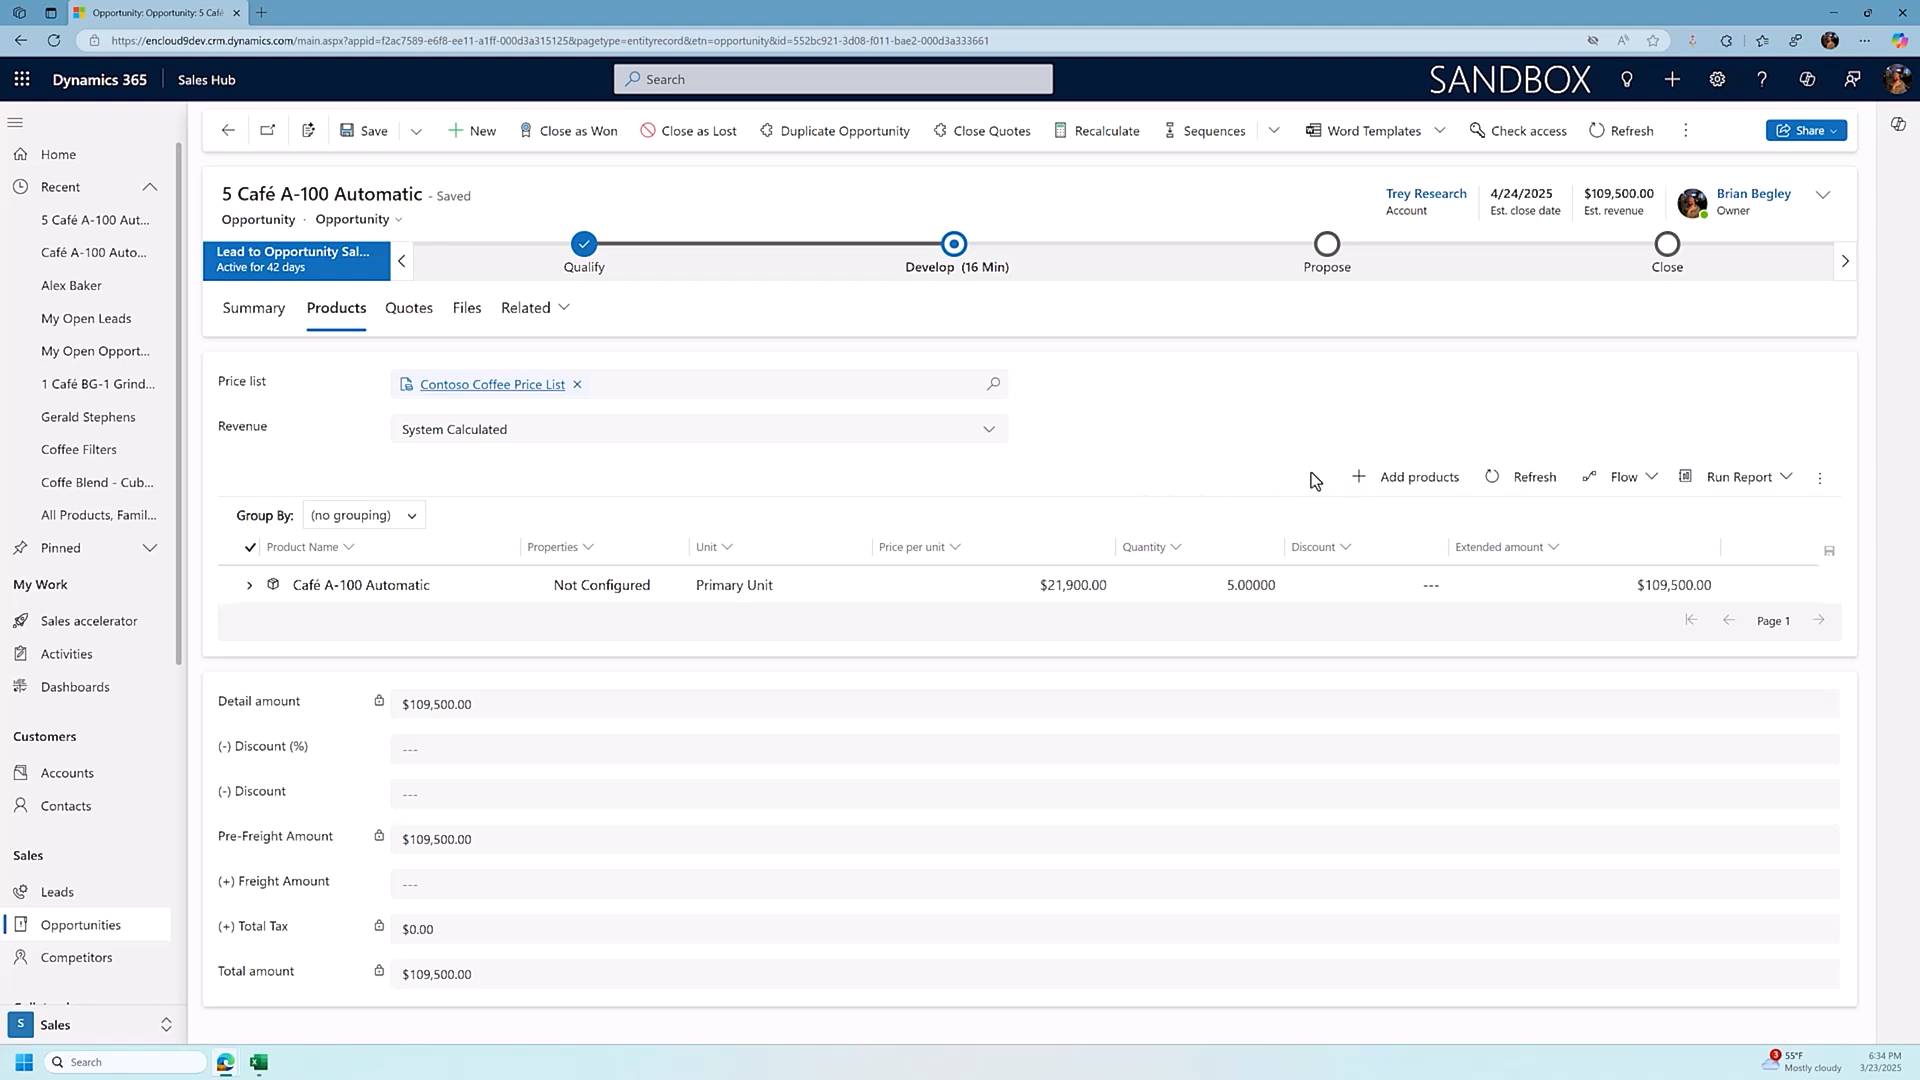 Opportunity: Opportunity: 5 Café
https://encloud9dev.crm.dynamics.com/main.aspx?appid=f2ac7589-e6f8-ee11-a1ff-000d3a315125&pagetype=entityrecord&etn=opportunity&id=552bc921-3d08-f011-bae2-000d3a333661
Dynamics 365 Sales Hub Search SANDBOX
Save New Close as Won Close as Lost Duplicate Opportunity Close Quotes Recalculate Sequences Word Templates Check access Refresh Share
Home
Recent
5 Café A-100 Aut...
Café A-100 Auto...
Alex Baker
My Open Leads
My Open Opport...
1 Café BG-1 Grind...
Gerald Stephens
Coffee Filters
Coffe Blend - Cub...
All Products, Famil...
Pinned
My Work
Sales accelerator
Activities
Dashboards
Customers
Accounts
Contacts
Sales
Leads
Opportunities
Competitors
S Sales
5 Café A-100 Automatic - Saved
Opportunity · Opportunity
Trey Research
Account
4/24/2025
Est. close date
$109,500.00
Est. revenue
Brian Begley
Owner
Lead to Opportunity Sal...
Active for 42 days
Qualify
Develop (16 Min)
Propose
Close
Summary Products Quotes Files Related
Price list Contoso Coffee Price List
Revenue System Calculated
Add products Refresh Flow Run Report
Group By: (no grouping)
Product Name Properties Unit Price per unit Quantity Discount Extended amount
Café A-100 Automatic Not Configured Primary Unit $21,900.00 5.00000 --- $109,500.00
Page 1
Detail amount $109,500.00
(-) Discount (%) ---
(-) Discount ---
Pre-Freight Amount $109,500.00
(+) Freight Amount ---
(+) Total Tax $0.00
Total amount $109,500.00
Search
3 55°F
Mostly cloudy
6:34 PM
3/23/2025